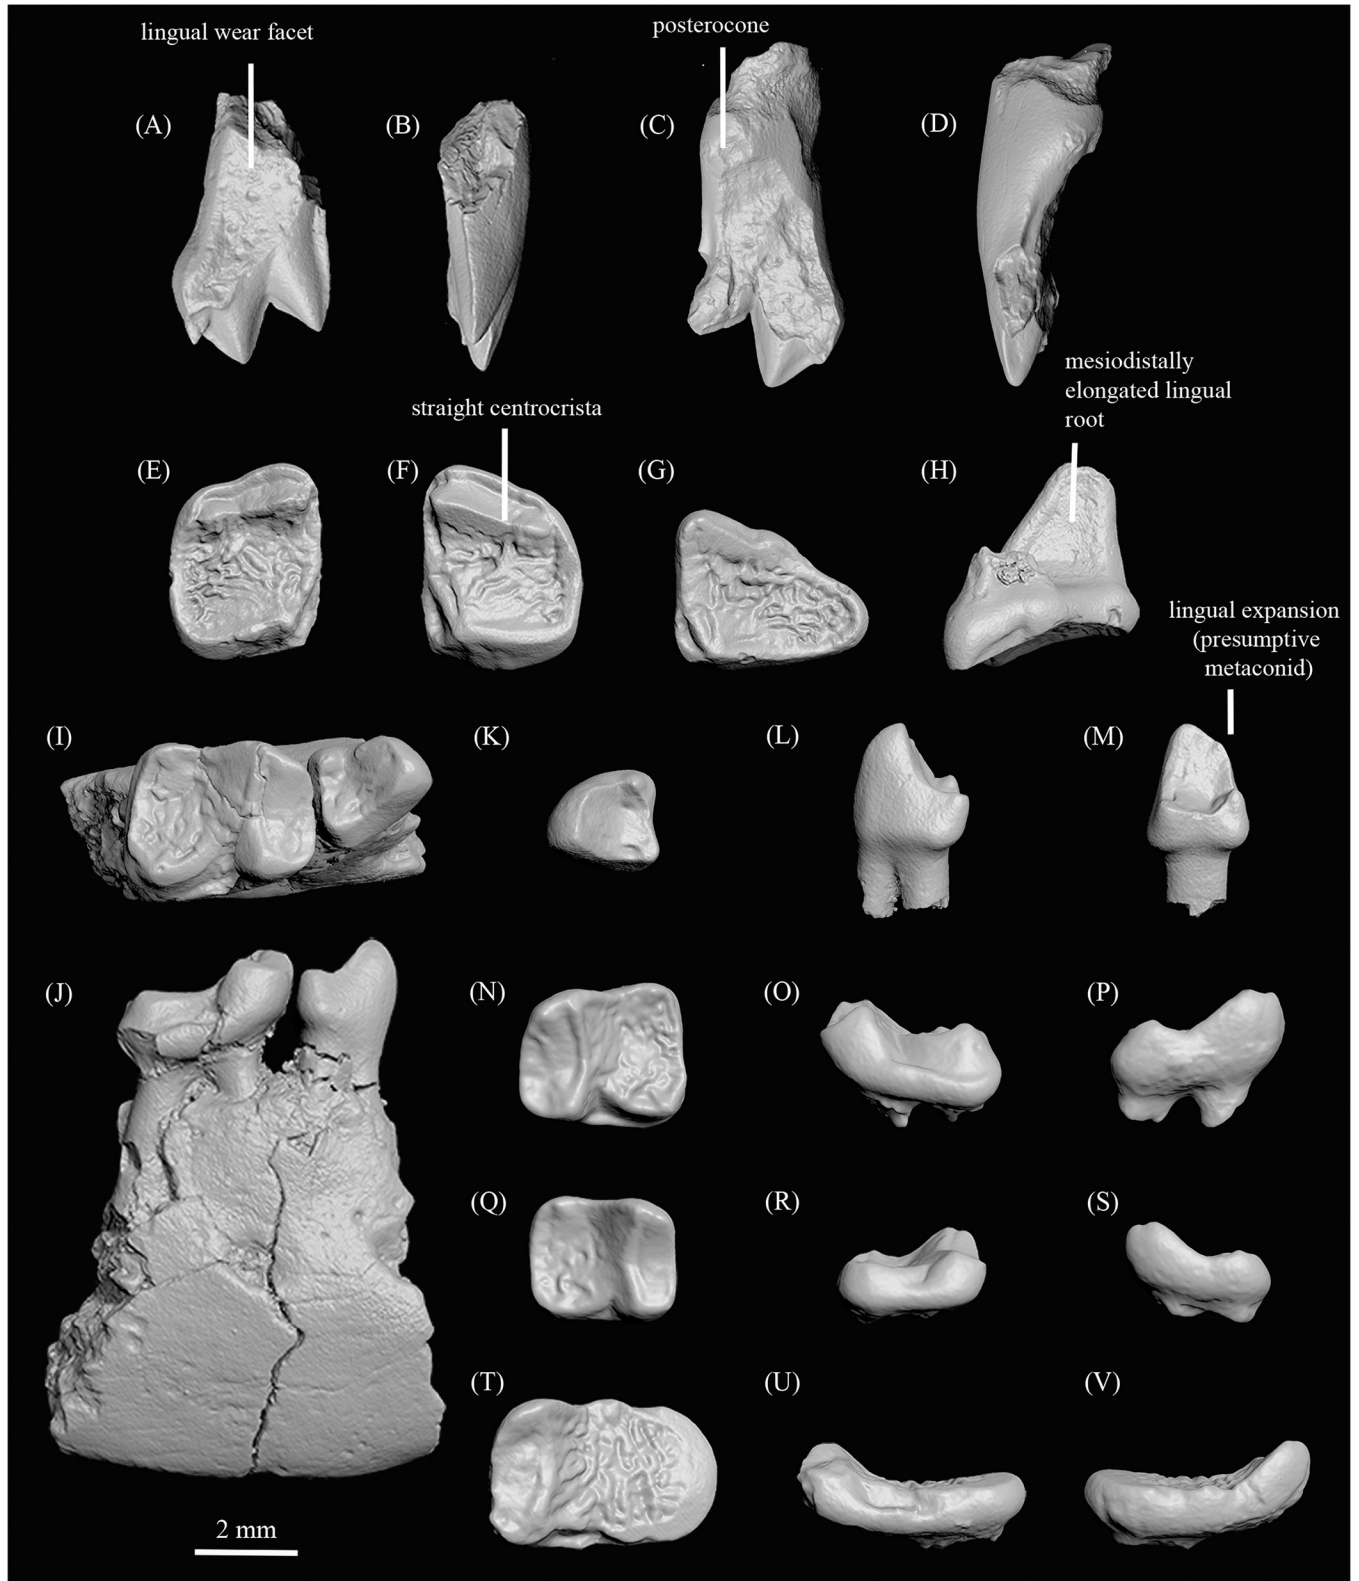 lingual wear facet
posterocone
(A)
(B)
(C)
(D)
mesiodistally
elongated lingual
root
straight centrocrista
(E)
(F)
(G)
(H)
lingual expansion
(presumptive
metaconid)
(I)
(K)
(L)
(M)
(J)
(N)
(O)
(P)
(Q)
(R)
(S)
(T)
(U)
(V)
2 mm